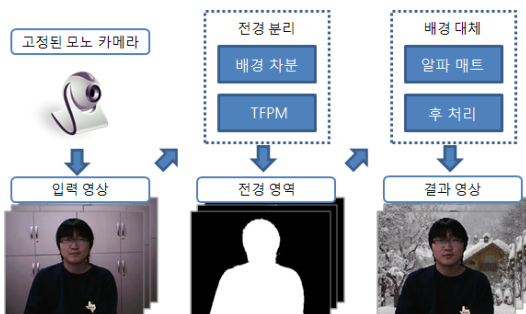 고정된 모노 카메라
전경 분리
배경 차분
TFPM
배경 대체
알파 매트
후 처리
입력 영상
전경 영역
결과 영상